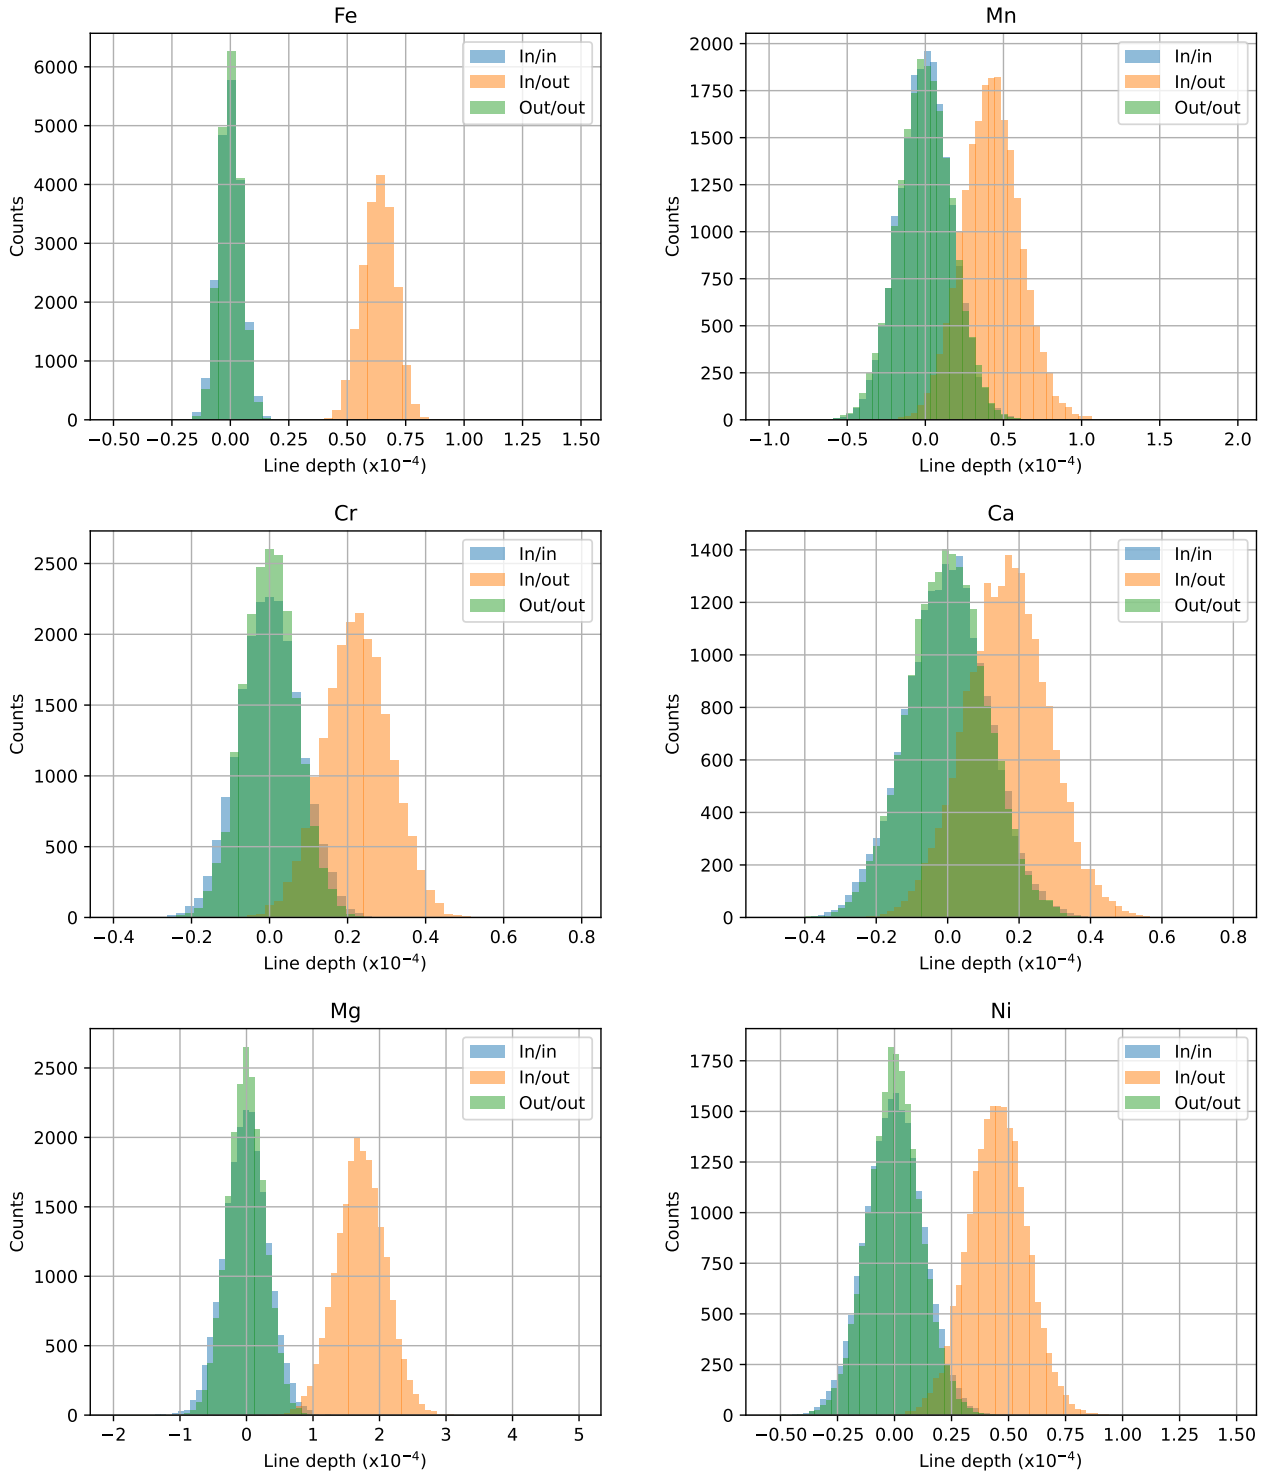 Fe
Counts
6000
5000
4000
3000
2000
1000
0
In/in
In/out
Out/out
−0.50 −0.25 0.00 0.25 0.50 0.75 1.00 1.25 1.50
Line depth (x10⁻⁴)
Mn
Counts
2000
1750
1500
1250
1000
750
500
250
0
In/in
In/out
Out/out
−1.0 −0.5 0.0 0.5 1.0 1.5 2.0
Line depth (x10⁻⁴)
Cr
Counts
2500
2000
1500
1000
500
0
In/in
In/out
Out/out
−0.4 −0.2 0.0 0.2 0.4 0.6 0.8
Line depth (x10⁻⁴)
Ca
Counts
1400
1200
1000
800
600
400
200
0
In/in
In/out
Out/out
−0.4 −0.2 0.0 0.2 0.4 0.6 0.8
Line depth (x10⁻⁴)
Mg
Counts
2500
2000
1500
1000
500
0
In/in
In/out
Out/out
−2 −1 0 1 2 3 4 5
Line depth (x10⁻⁴)
Ni
Counts
1750
1500
1250
1000
750
500
250
0
In/in
In/out
Out/out
−0.50 −0.25 0.00 0.25 0.50 0.75 1.00 1.25 1.50
Line depth (x10⁻⁴)